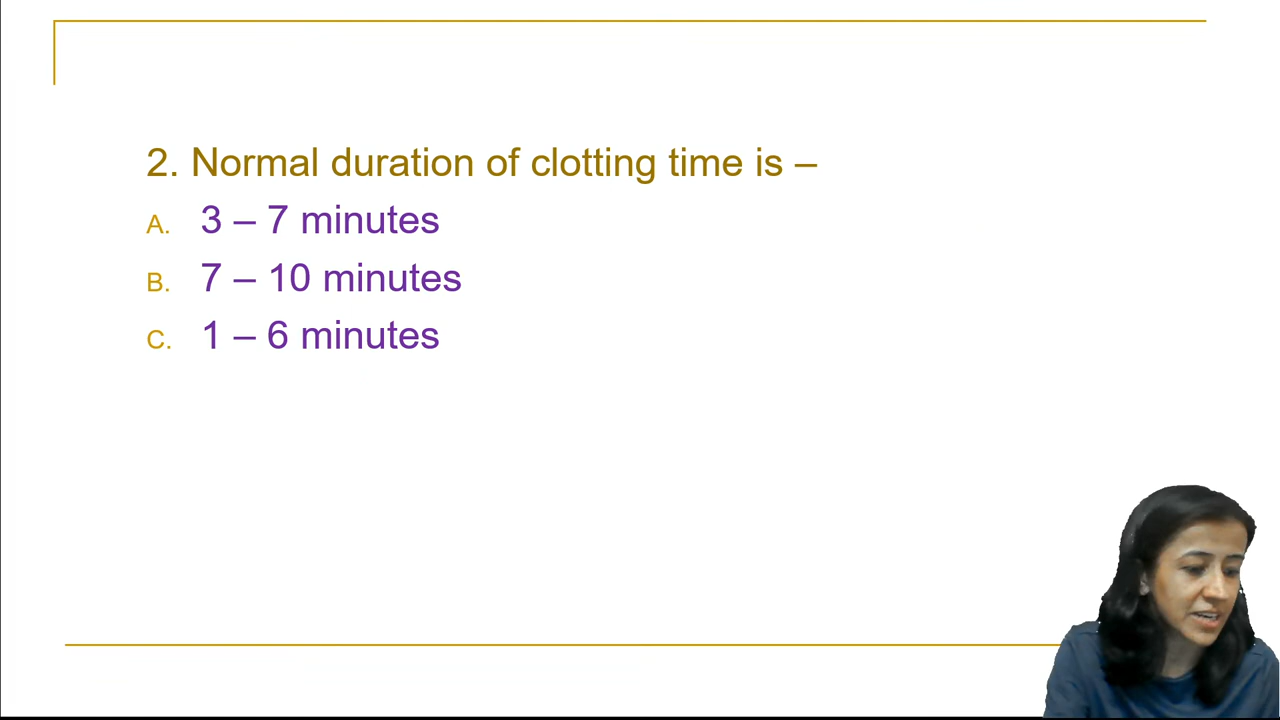 2. Normal duration of clotting time is –
A. 3 – 7 minutes
B. 7 – 10 minutes
C. 1 – 6 minutes